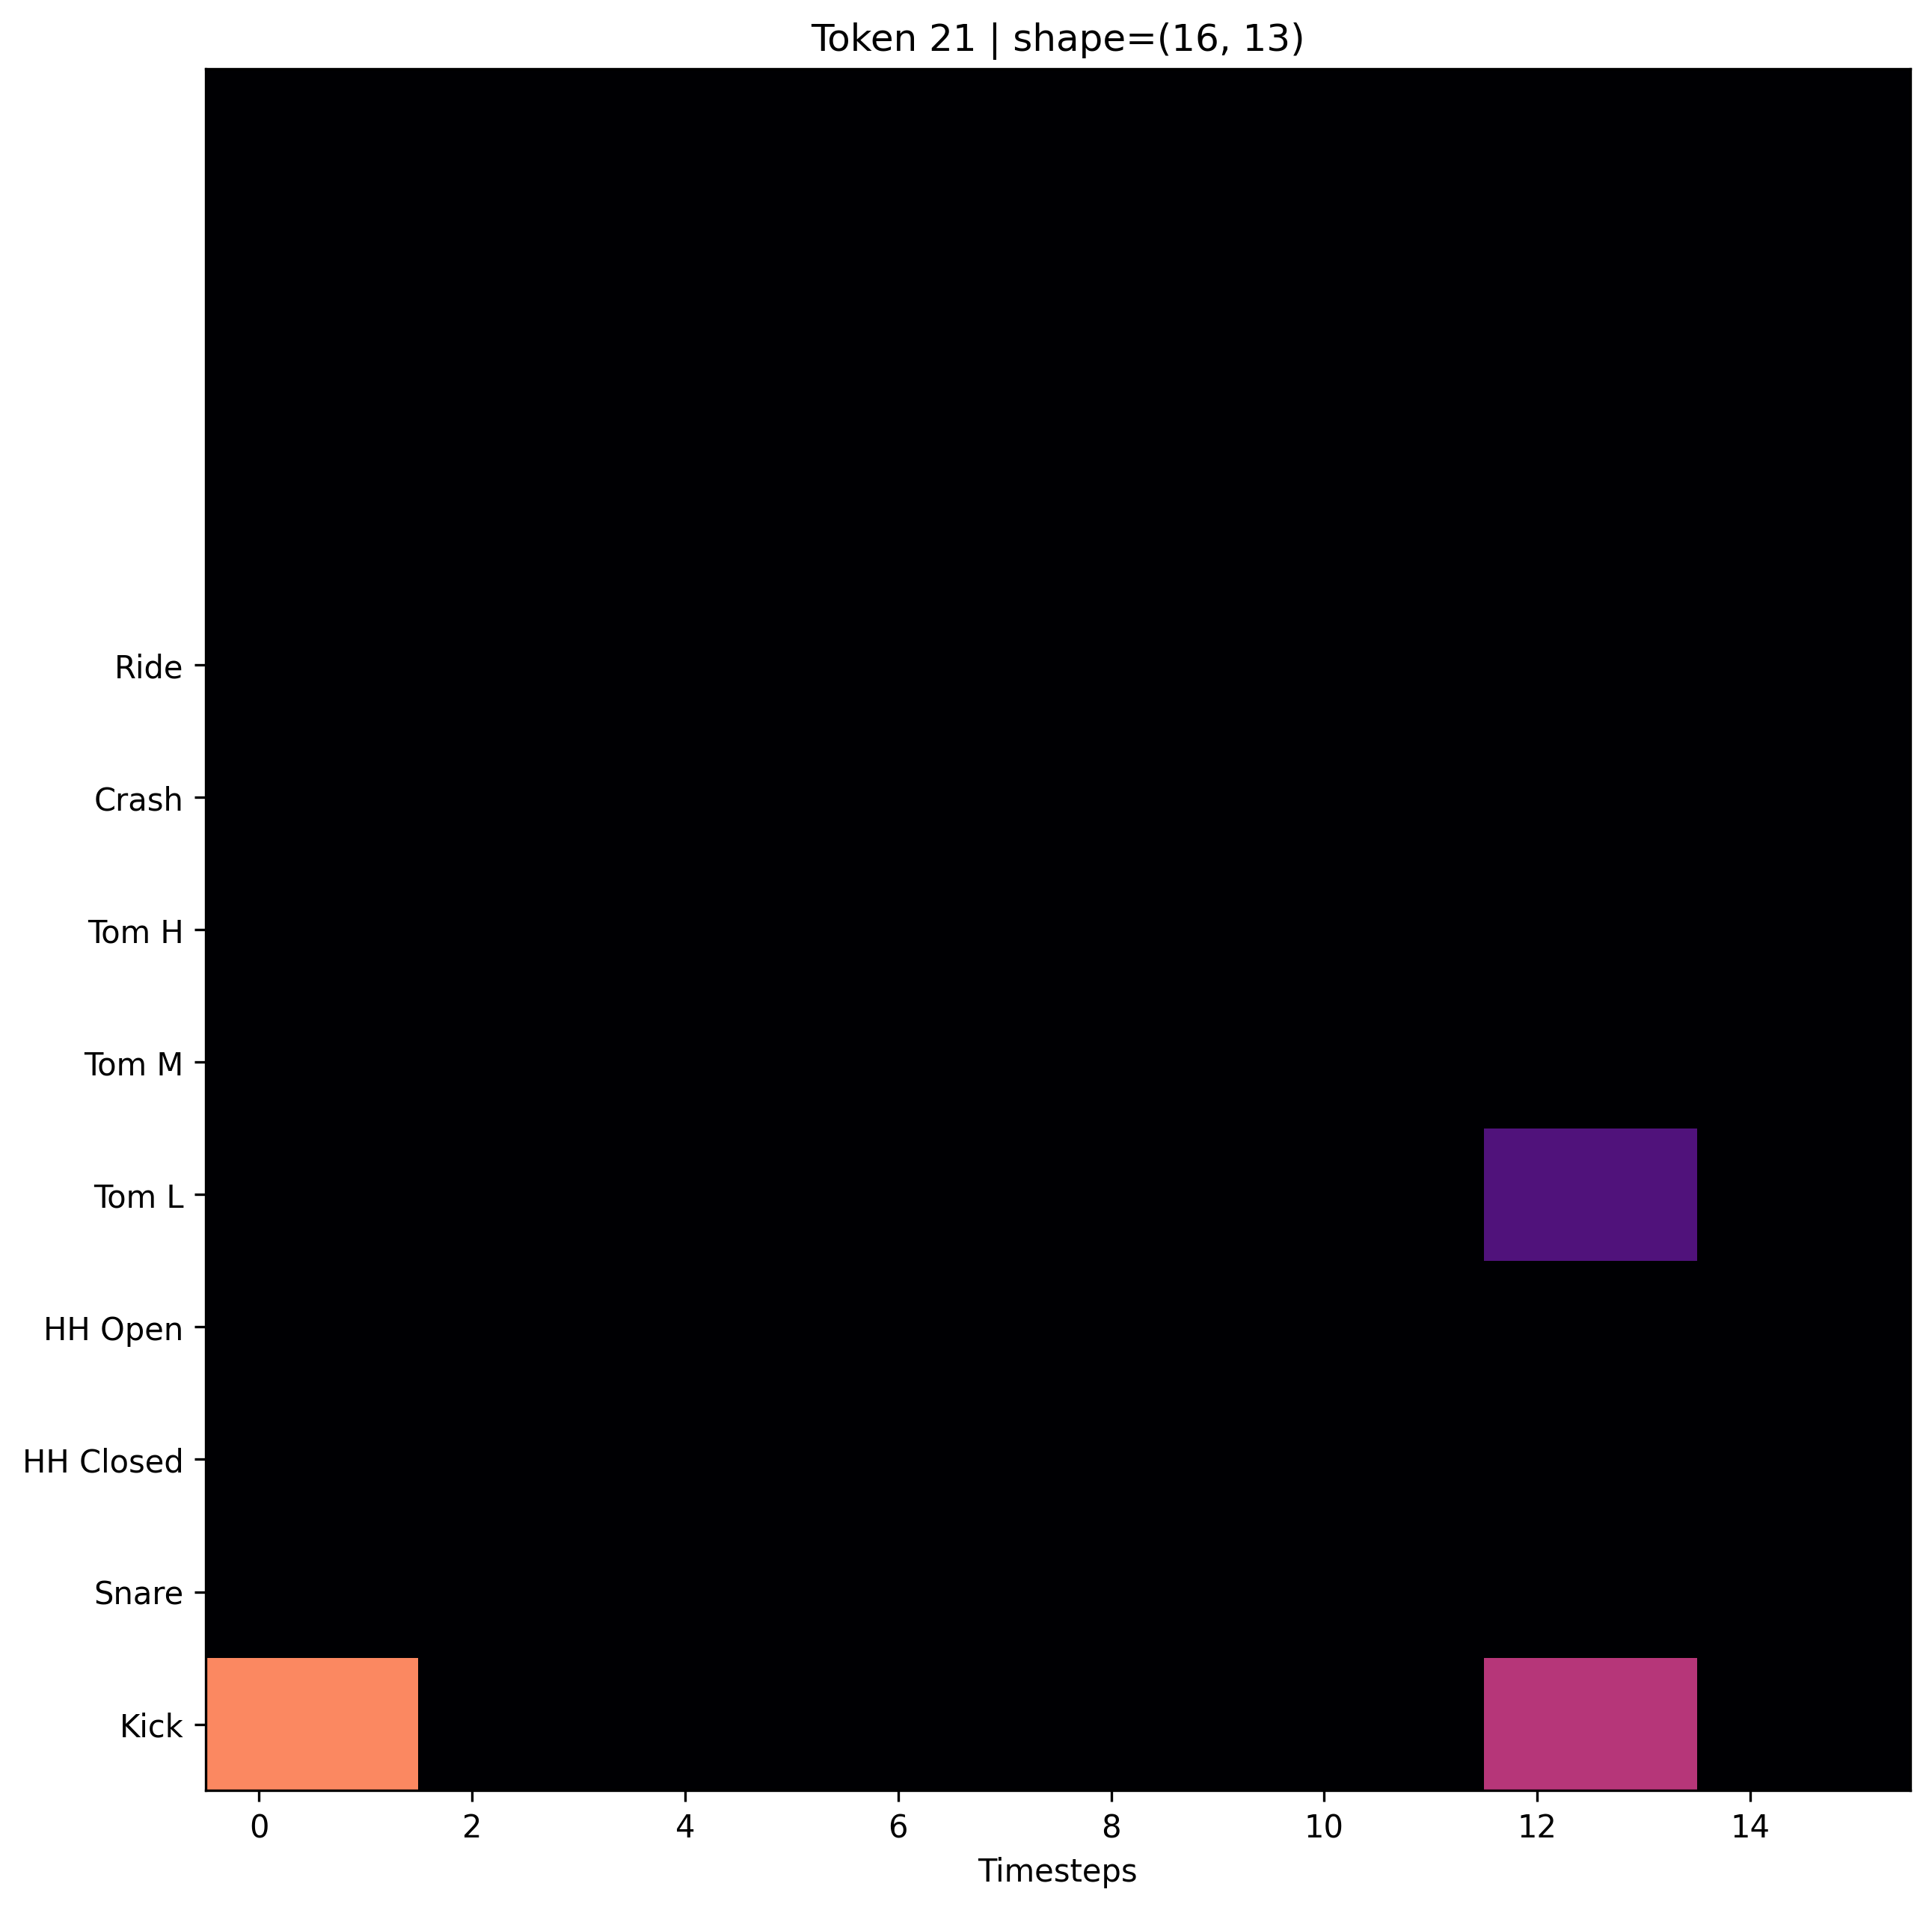 Token 21 | shape=(16, 13)
Ride
Crash
Tom H
Tom M
Tom L
HH Open
HH Closed
Snare
Kick
0 2 4 6 8 10 12 14
Timesteps